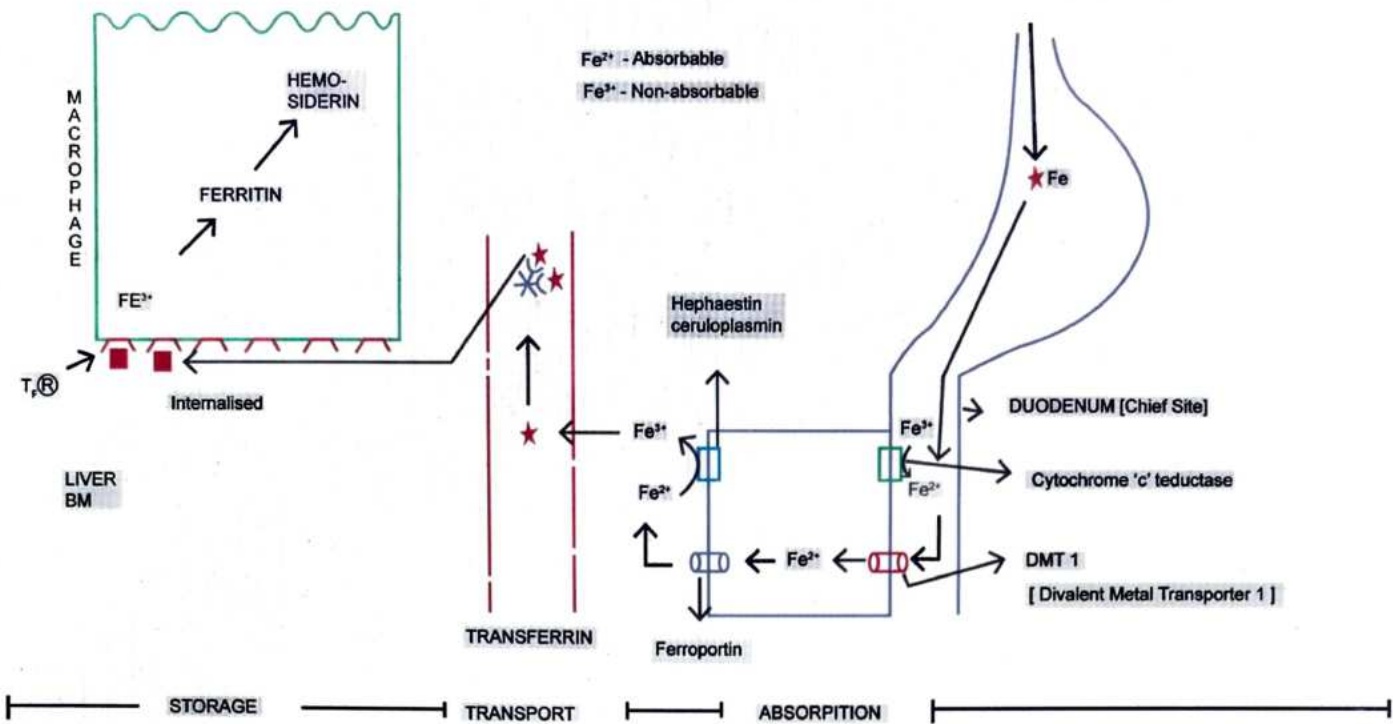 Fe²⁺ - Absorbable
Fe³⁺ - Non-absorbable
MACROPHAGE
HEMO-
SIDERIN
FERRITIN
FE³⁺
TFⓇ
Internalised
LIVER
BM
TRANSFERRIN
Hephaestin
ceruloplasmin
Fe³⁺
Fe²⁺
Fe²⁺
Ferroportin
Fe
DUODENUM [Chief Site]
Fe³⁺
Fe²⁺
Cytochrome 'c' teductase
DMT 1
[ Divalent Metal Transporter 1 ]
STORAGE
TRANSPORT
ABSORPITION